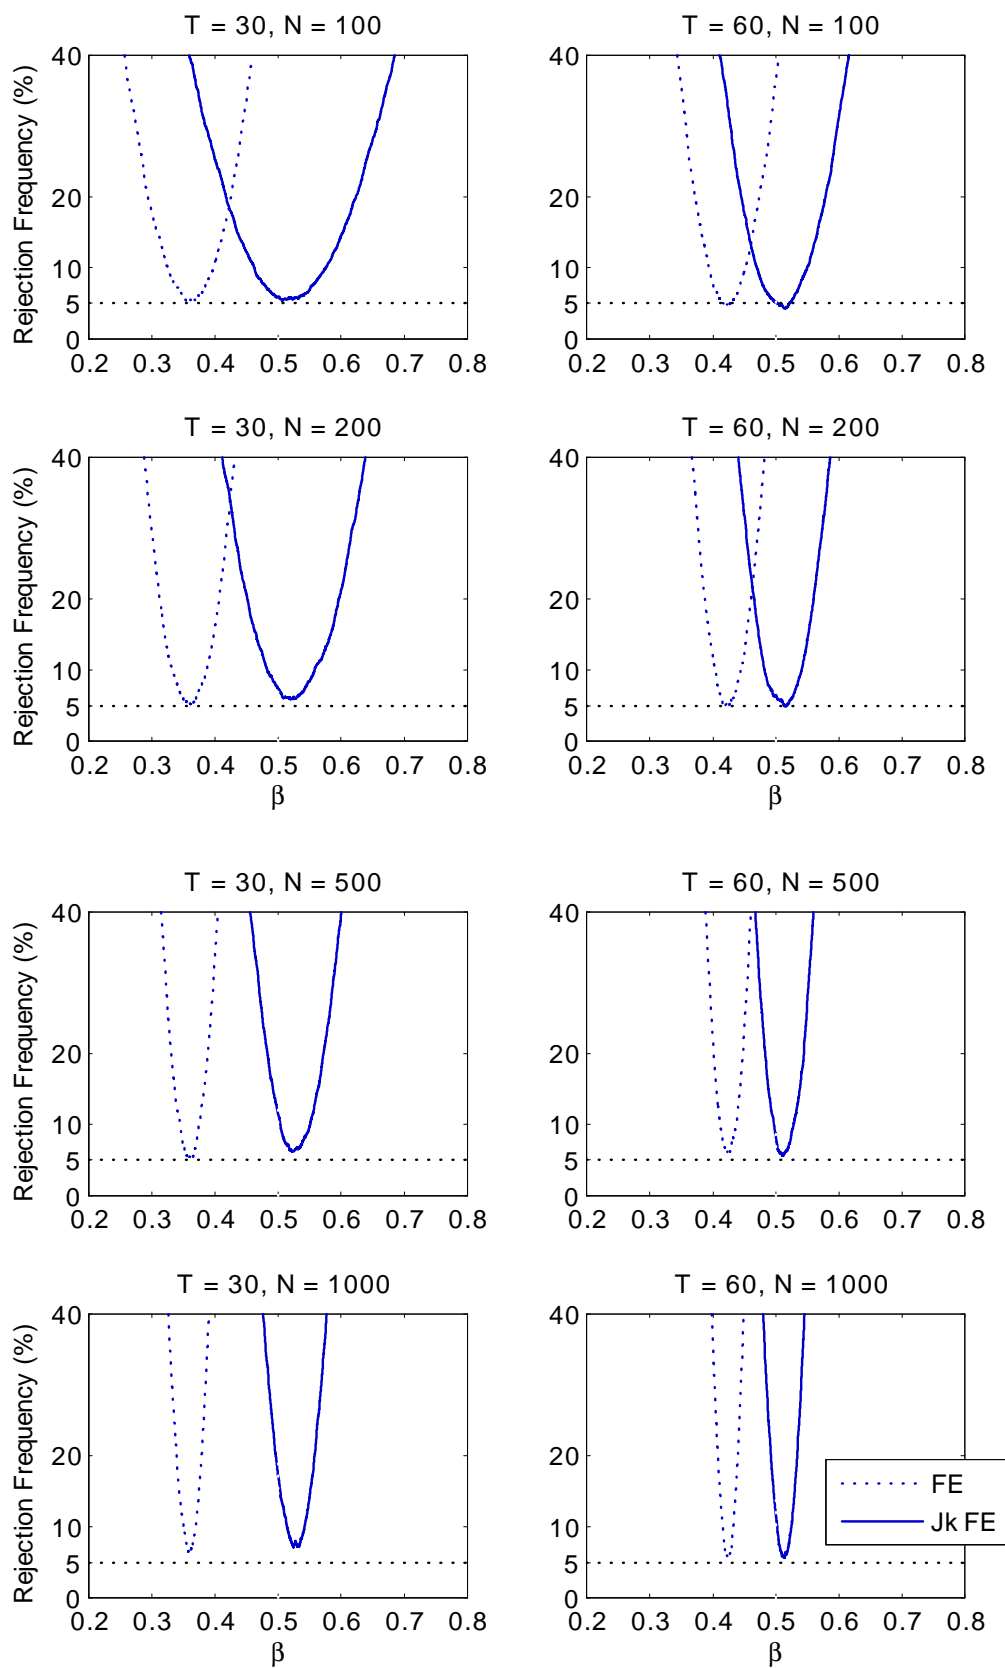 T = 30, N = 100
T = 60, N = 100
Rejection Frequency (%)
40
20
10
5
0
0.2 0.3 0.4 0.5 0.6 0.7 0.8
40
20
10
5
0
0.2 0.3 0.4 0.5 0.6 0.7 0.8
T = 30, N = 200
T = 60, N = 200
Rejection Frequency (%)
40
20
10
5
0
0.2 0.3 0.4 0.5 0.6 0.7 0.8
β
40
20
10
5
0
0.2 0.3 0.4 0.5 0.6 0.7 0.8
β
T = 30, N = 500
T = 60, N = 500
Rejection Frequency (%)
40
20
10
5
0
0.2 0.3 0.4 0.5 0.6 0.7 0.8
40
20
10
5
0
0.2 0.3 0.4 0.5 0.6 0.7 0.8
T = 30, N = 1000
T = 60, N = 1000
Rejection Frequency (%)
40
20
10
5
0
0.2 0.3 0.4 0.5 0.6 0.7 0.8
β
40
20
10
5
0
0.2 0.3 0.4 0.5 0.6 0.7 0.8
β
FE
Jk FE